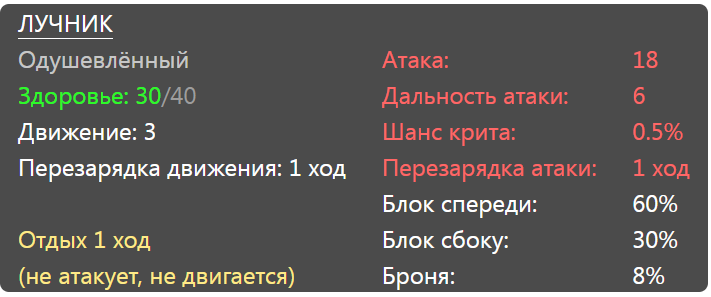 ЛУЧНИК
Одушевлённый
Здоровье: 30/40
Движение: 3
Перезарядка движения: 1 ход
Отдых 1 ход
(не атакует, не двигается)
Атака: 18
Дальность атаки: 6
Шанс крита: 0.5%
Перезарядка атаки: 1 ход
Блок спереди: 60%
Блок сбоку: 30%
Броня: 8%